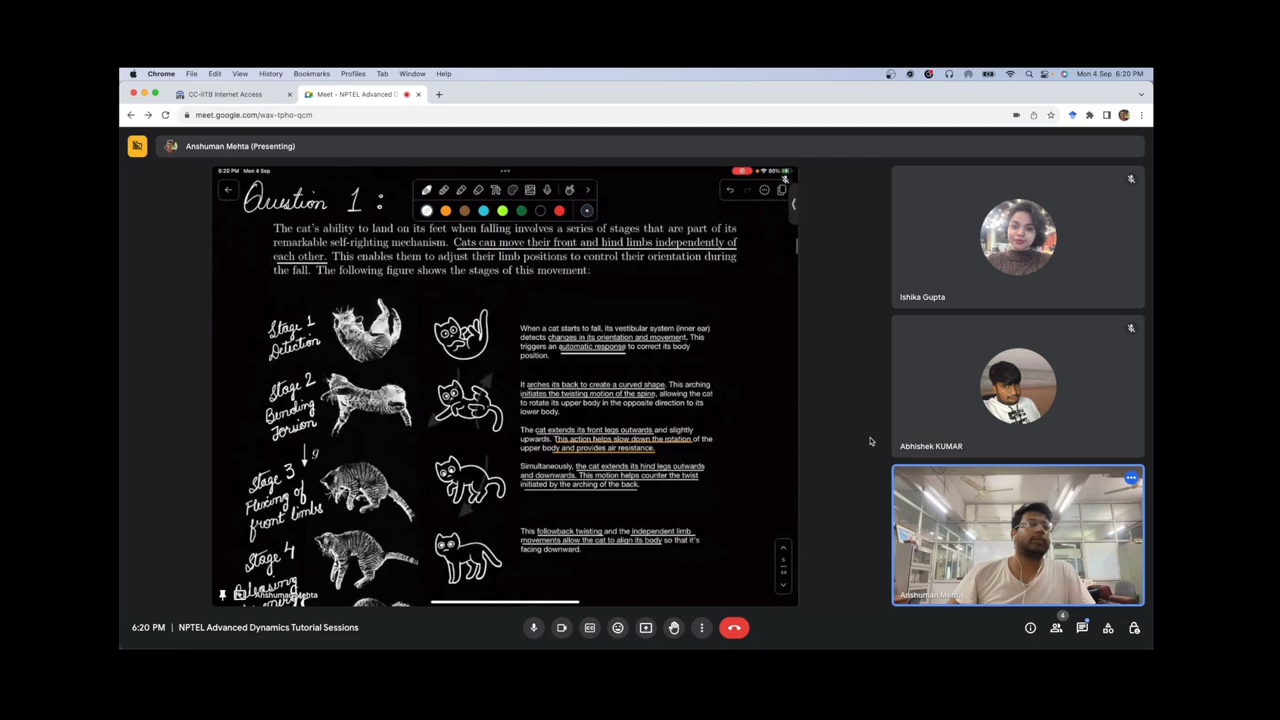 Chrome File Edit View History Bookmarks Profiles Tab Window Help Mon 4 Sep 6:20 PM
CC-IITB Internet Access Meet - NPTEL Advanced D
meet.google.com/wax-tpho-qcm
Anshuman Mehta (Presenting)
6:20 PM Mon 4 Sep 80%
Question 1 :
The cat's ability to land on its feet when falling involves a series of stages that are part of its
remarkable self-righting mechanism. Cats can move their front and hind limbs independently of
each other. This enables them to adjust their limb positions to control their orientation during
the fall. The following figure shows the stages of this movement:
Stage 1
Detection
When a cat starts to fall, its vestibular system (inner ear)
detects changes in its orientation and movement. This
triggers an automatic response to correct its body
position.
Stage 2
Bending
Torsion
It arches its back to create a curved shape. This arching
initiates the twisting motion of the spine, allowing the cat
to rotate its upper body in the opposite direction to its
lower body.
The cat extends its front legs outwards and slightly
upwards. This action helps slow down the rotation of the
upper body and provides air resistance.
g
Stage 3
Flexing of
front limbs
Simultaneously, the cat extends its hind legs outwards
and downwards. This motion helps counter the twist
initiated by the arching of the back.
Stage 4
Releasing
This followback twisting and the independent limb
movements allow the cat to align its body so that it's
facing downward.
Anshuman Mehta
Ishika Gupta
Abhishek KUMAR
Anshuman Mehta
6:20 PM | NPTEL Advanced Dynamics Tutorial Sessions
4